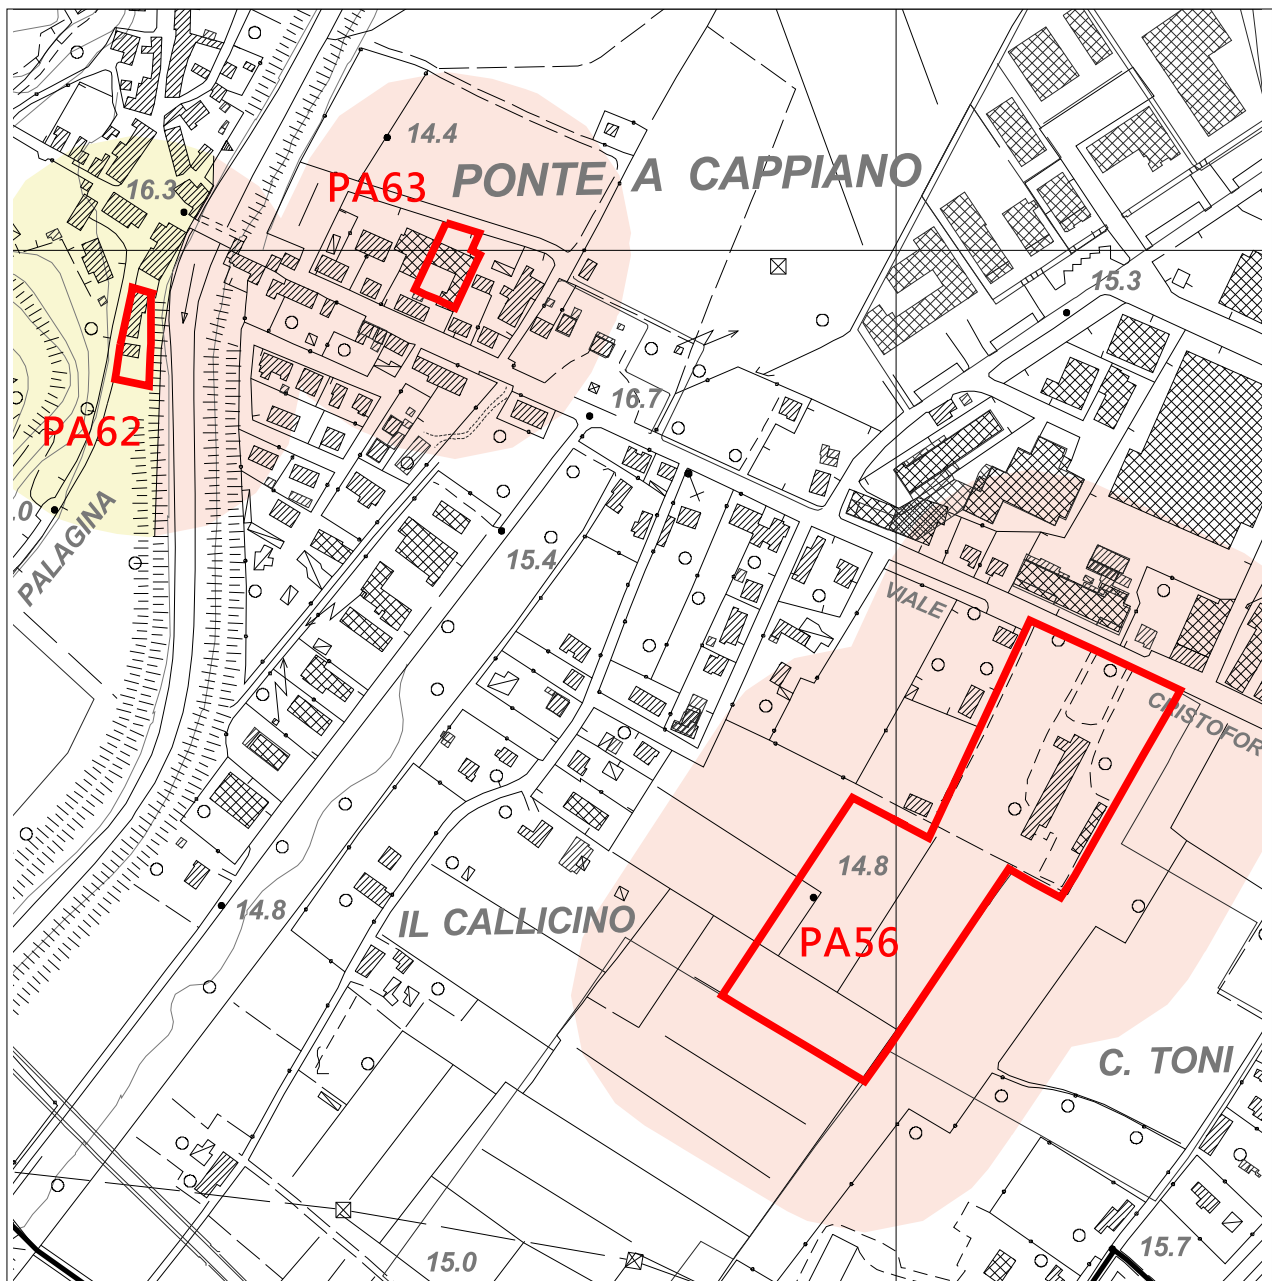 14.4
PONTE A CAPPIANO
PA63
16.3
15.3
16.7
PA62
.0
PALAGINA
15.4
VIALE
CRISTOFOR
14.8
14.8
IL CALLICINO
PA56
C. TONI
15.0
15.7